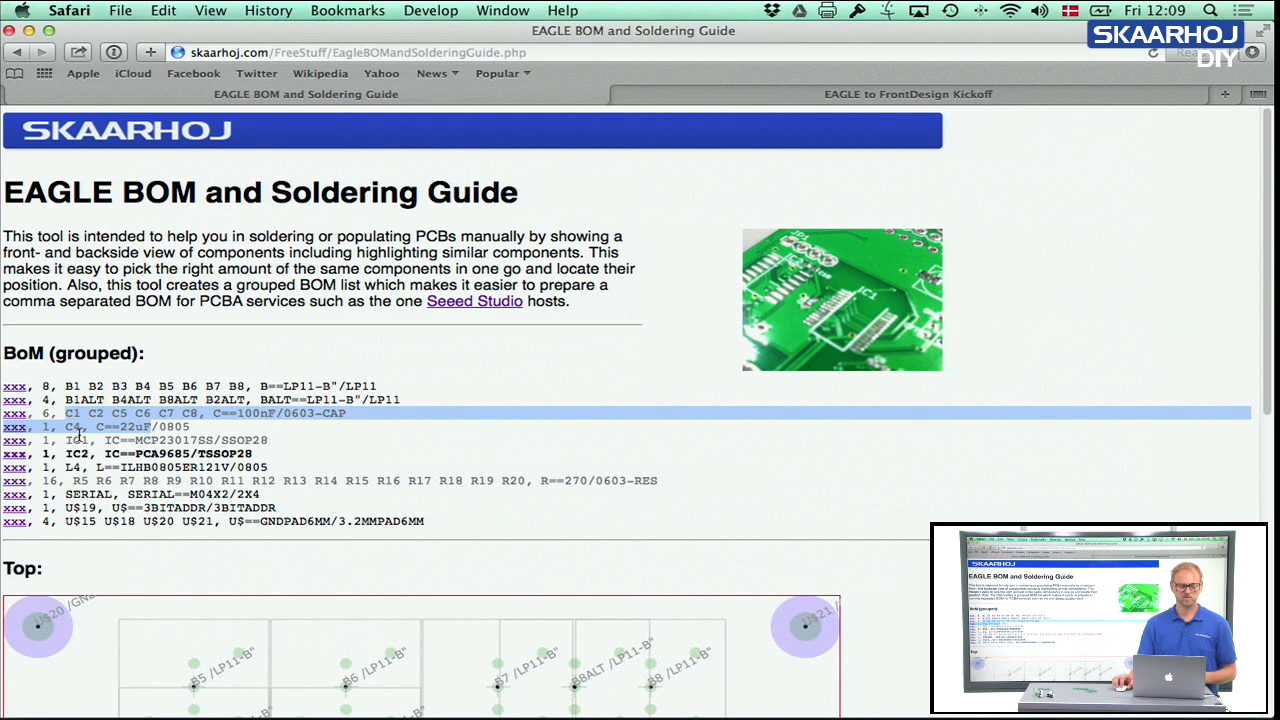 Safari File Edit View History Bookmarks Develop Window Help Fri 12:09
EAGLE BOM and Soldering Guide
SKAARHOJ
DIY
skaarhoj.com/FreeStuff/EagleBOMandSolderingGuide.php
Apple iCloud Facebook Twitter Wikipedia Yahoo News Popular
EAGLE BOM and Soldering Guide EAGLE to FrontDesign Kickoff
SKAARHOJ
EAGLE BOM and Soldering Guide
This tool is intended to help you in soldering or populating PCBs manually by showing a
front- and backside view of components including highlighting similar components. This
makes it easy to pick the right amount of the same components in one go and locate their
position. Also, this tool creates a grouped BOM list which makes it easier to prepare a
comma separated BOM for PCBA services such as the one Seeed Studio hosts.
JP1
IC1
BoM (grouped):
xxx, 8, B1 B2 B3 B4 B5 B6 B7 B8, B==LP11-B"/LP11
xxx, 4, B1ALT B4ALT B8ALT B2ALT, BALT==LP11-B"/LP11
xxx, 6, C1 C2 C5 C6 C7 C8, C==100nF/0603-CAP
xxx, 1, C4, C==22uF/0805
xxx, 1, IC1, IC==MCP23017SS/SSOP28
xxx, 1, IC2, IC==PCA9685/TSSOP28
xxx, 1, L4, L==ILHB0805ER121V/0805
xxx, 16, R5 R6 R7 R8 R9 R10 R11 R12 R13 R14 R15 R16 R17 R18 R19 R20, R==270/0603-RES
xxx, 1, SERIAL, SERIAL==M04X2/2X4
xxx, 1, U$19, U$==3BITADDR/3BITADDR
xxx, 4, U$15 U$18 U$20 U$21, U$==GNDPAD6MM/3.2MMPAD6MM
Top:
B5 /LP11-B"
B6 /LP11-B"
B7 /LP11-B"
B8ALT /LP11-B"
B8 /LP11-B"
SKAARHOJ
EAGLE BOM and Soldering Guide
BoM (grouped):
Top: